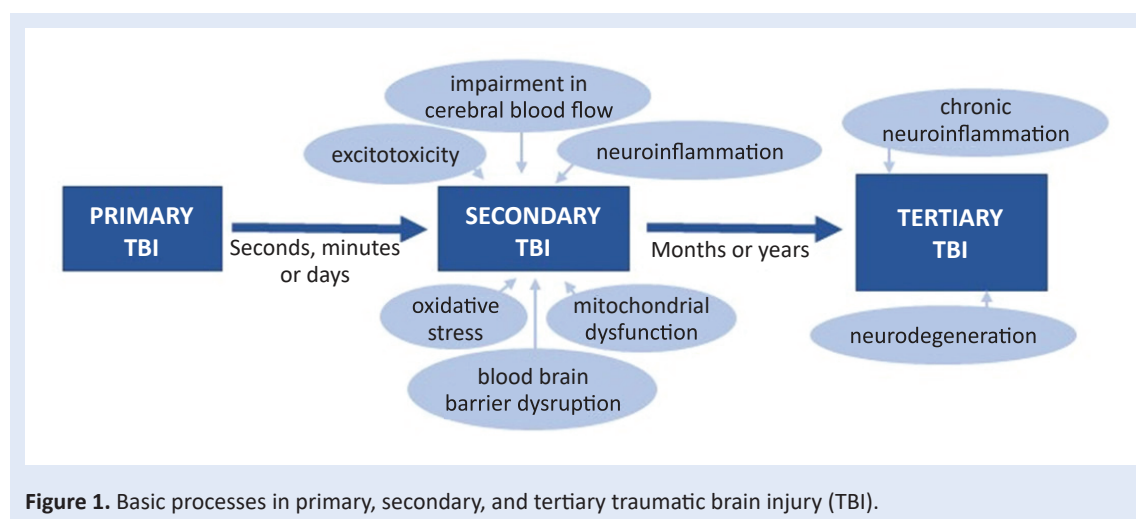 impairment in
cerebral blood flow
excitotoxicity
neuroinflammation
chronic
neuroinflammation
PRIMARY
TBI
Seconds, minutes
or days
SECONDARY
TBI
Months or years
TERTIARY
TBI
oxidative
stress
mitochondrial
dysfunction
blood brain
barrier dysruption
neurodegeneration
Figure 1. Basic processes in primary, secondary, and tertiary traumatic brain injury (TBI).